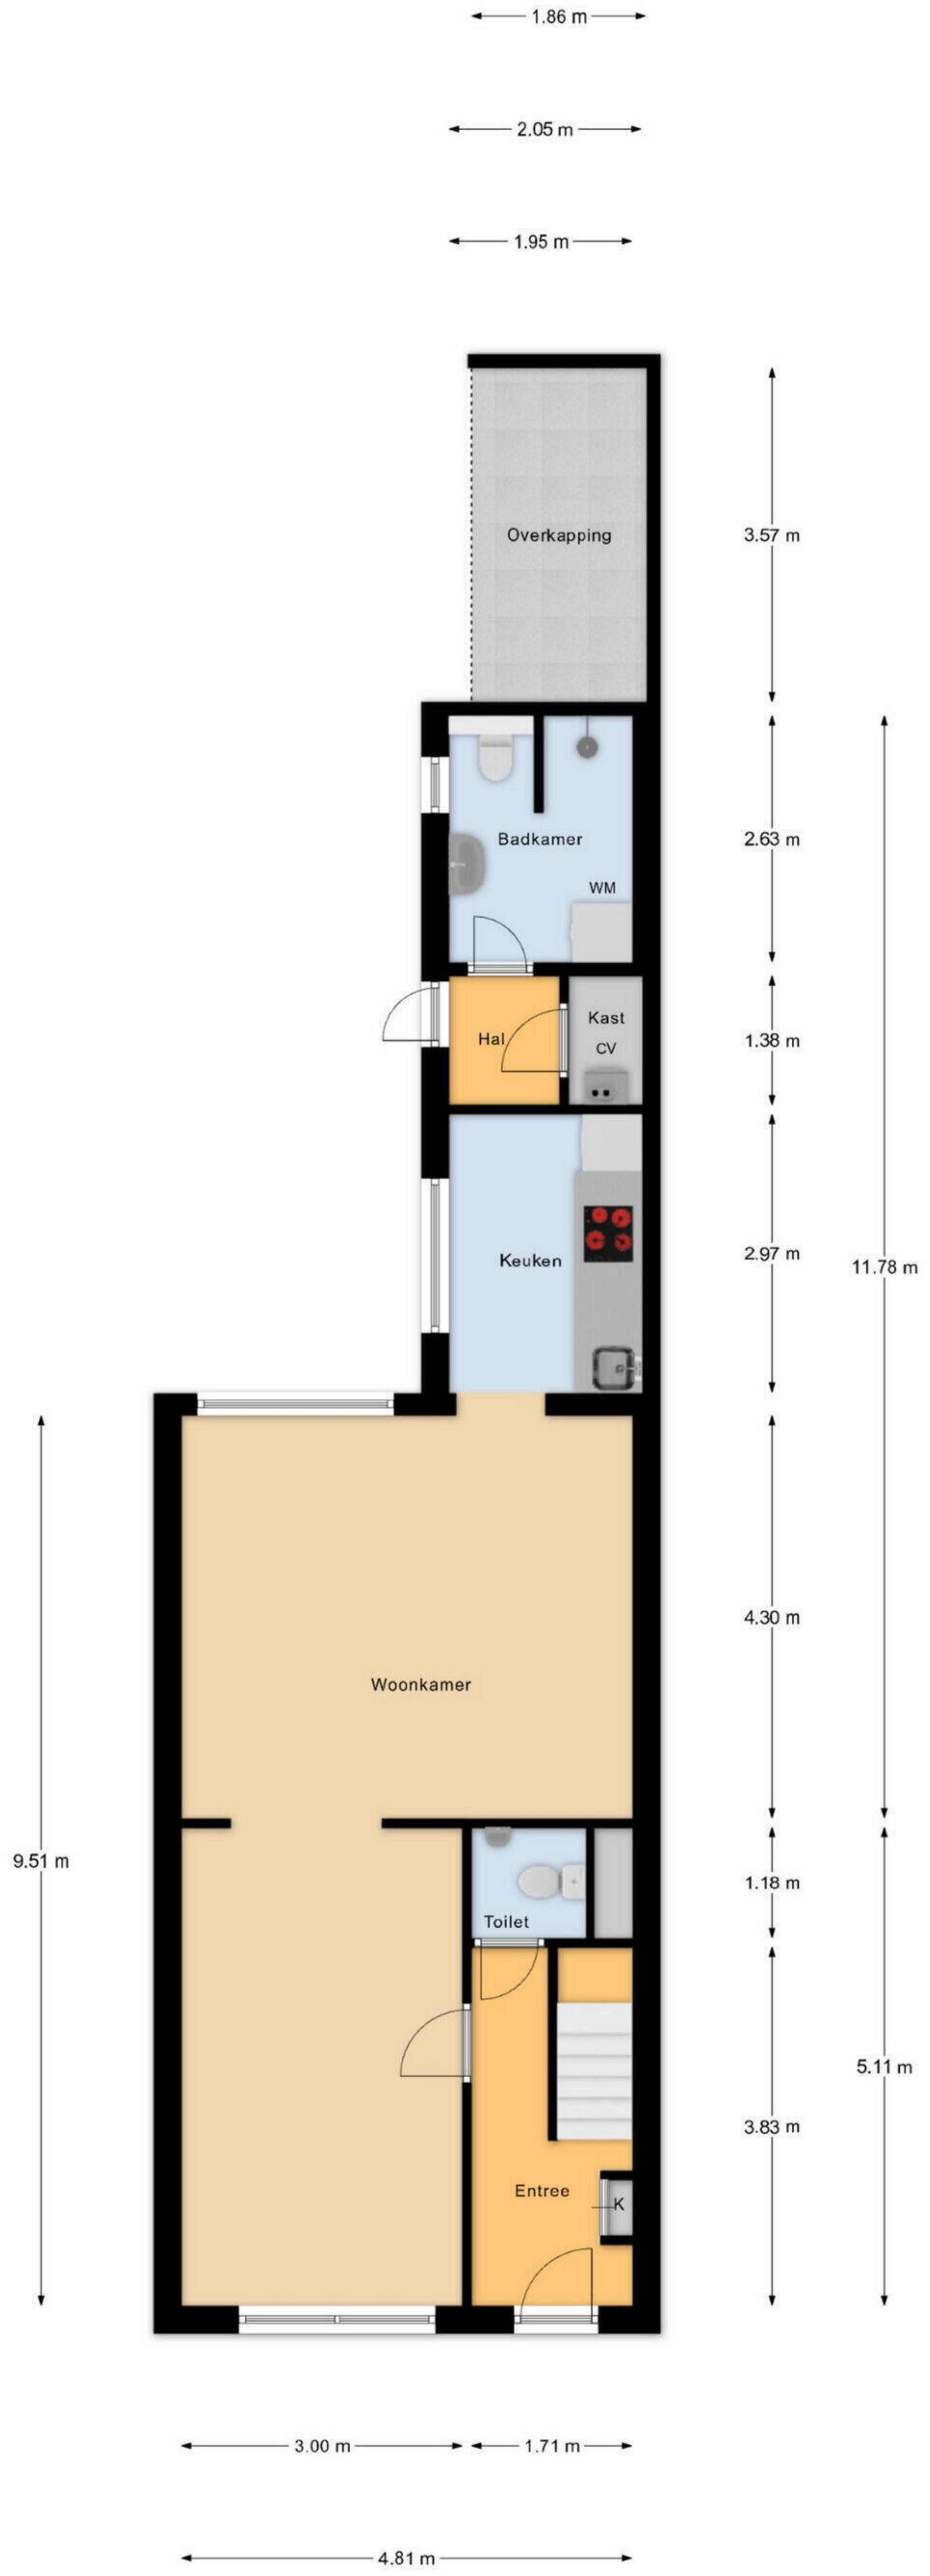 1.86 m
2.05 m
1.95 m
Overkapping
3.57 m
Badkamer
2.63 m
WM
Kast
Hal
1.38 m
CV
2.97 m
Keuken
11.78 m
4.30 m
Woonkamer
9.51 m
1.18 m
Toilet
5.11 m
3.83 m
Entree
K
3.00 m
1.71 m
4.81 m